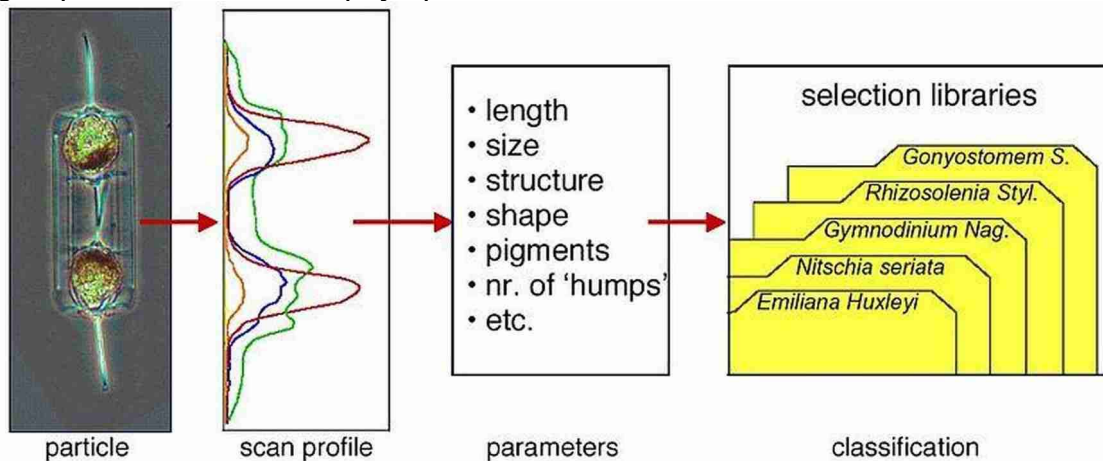 • length
• size
• structure
• shape
• pigments
• nr. of ‘humps’
• etc.
selection libraries
Gonyostomem S.
Rhizosolenia Styl.
Gymnodinium Nag.
Nitschia seriata
Emiliana Huxleyi
particle
scan profile
parameters
classification